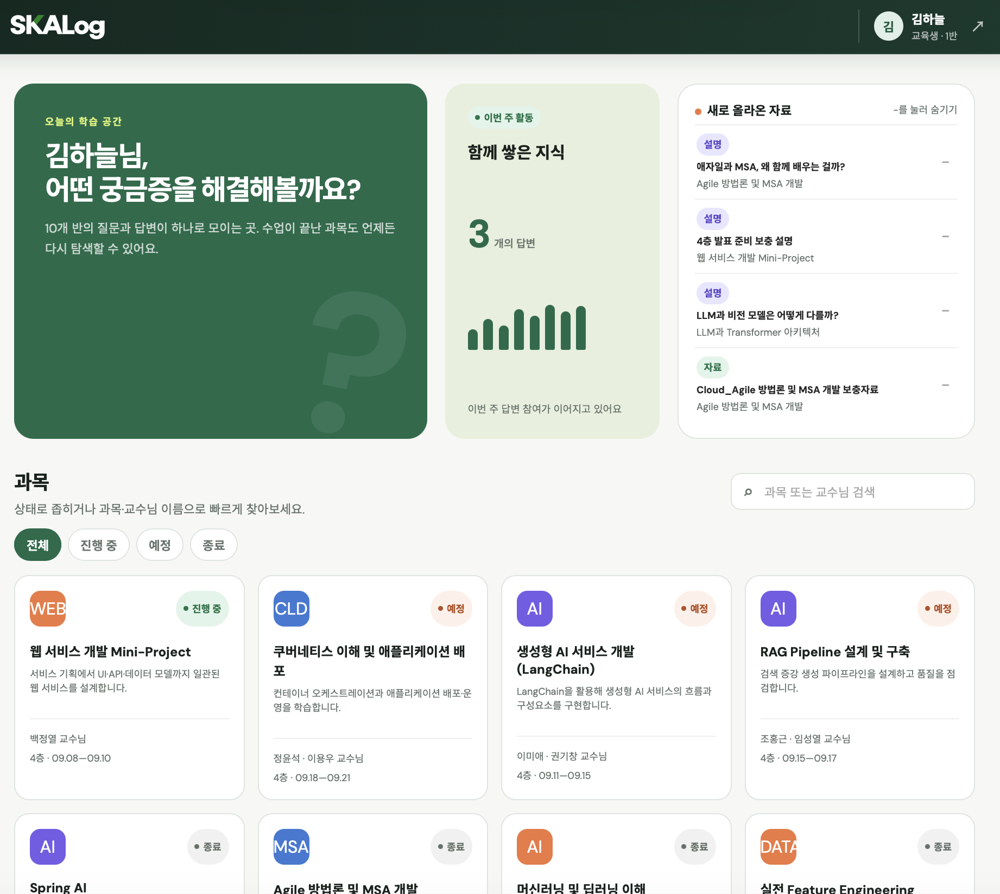 SKALog
김
김하늘
교육생 · 1반
↗
오늘의 학습 공간
김하늘님,
어떤 궁금증을 해결해볼까요?
10개 반의 질문과 답변이 하나로 모이는 곳. 수업이 끝난 과목도 언제든
다시 탐색할 수 있어요.
?
이번 주 활동
함께 쌓은 지식
3 개의 답변
이번 주 답변 참여가 이어지고 있어요
새로 올라온 자료
−를 눌러 숨기기
설명
애자일과 MSA, 왜 함께 배우는 걸까?
Agile 방법론 및 MSA 개발
−
설명
4층 발표 준비 보충 설명
웹 서비스 개발 Mini-Project
−
설명
LLM과 비전 모델은 어떻게 다를까?
LLM과 Transformer 아키텍처
−
자료
Cloud_Agile 방법론 및 MSA 개발 보충자료
Agile 방법론 및 MSA 개발
−
과목
상태로 좁히거나 과목·교수님 이름으로 빠르게 찾아보세요.
과목 또는 교수님 검색
전체
진행 중
예정
종료
WEB
진행 중
웹 서비스 개발 Mini-Project
서비스 기획에서 UI·API·데이터 모델까지 일관된
웹 서비스를 설계합니다.
백정열 교수님
4층 · 09.08—09.10
CLD
예정
쿠버네티스 이해 및 애플리케이션 배
포
컨테이너 오케스트레이션과 애플리케이션 배포·운
영을 학습합니다.
정윤석 · 이용우 교수님
4층 · 09.18—09.21
AI
예정
생성형 AI 서비스 개발
(LangChain)
LangChain을 활용해 생성형 AI 서비스의 흐름과
구성요소를 구현합니다.
이미애 · 권기창 교수님
4층 · 09.11—09.15
AI
예정
RAG Pipeline 설계 및 구축
검색 증강 생성 파이프라인을 설계하고 품질을 점
검합니다.
조홍근 · 임성열 교수님
4층 · 09.15—09.17
AI
종료
Spring AI
MSA
종료
Agile 방법론 및 MSA 개발
AI
종료
머신러닝 및 딥러닝 이해
DATA
종료
실전 Feature Engineering